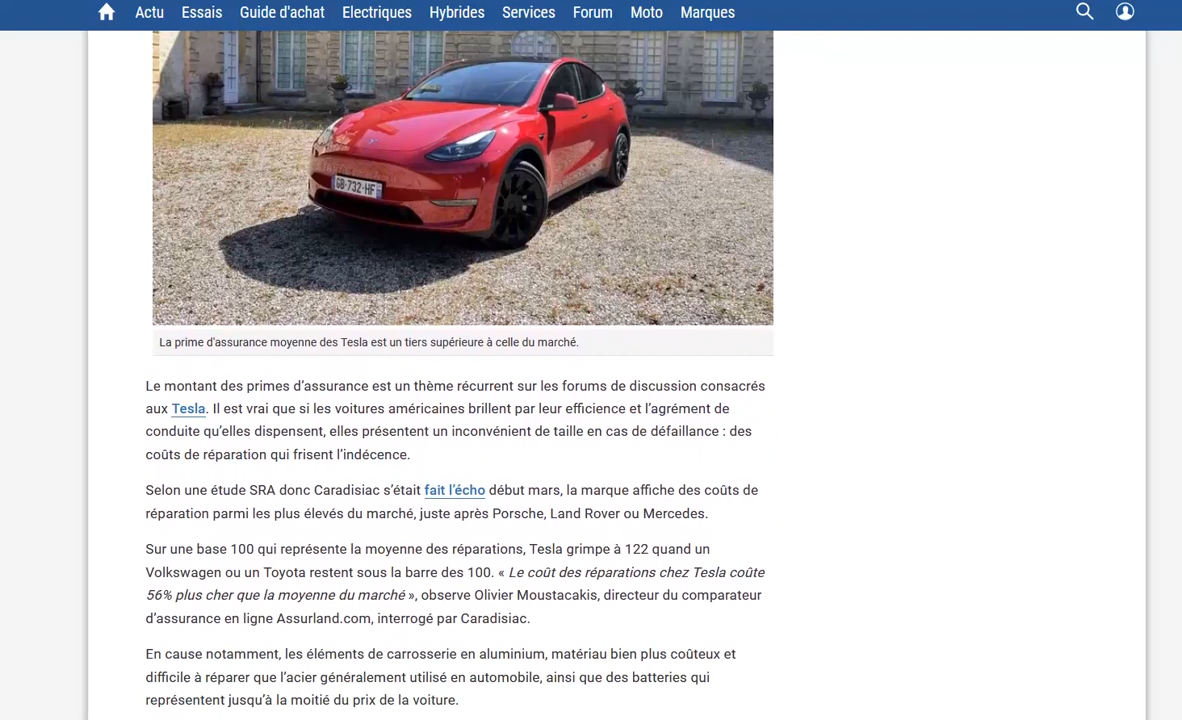 Actu Essais Guide d'achat Electriques Hybrides Services Forum Moto Marques
GB-732-HF
La prime d'assurance moyenne des Tesla est un tiers supérieure à celle du marché.
Le montant des primes d’assurance est un thème récurrent sur les forums de discussion consacrés
aux Tesla. Il est vrai que si les voitures américaines brillent par leur efficience et l’agrément de
conduite qu’elles dispensent, elles présentent un inconvénient de taille en cas de défaillance : des
coûts de réparation qui frisent l’indécence.
Selon une étude SRA donc Caradisiac s’était fait l’écho début mars, la marque affiche des coûts de
réparation parmi les plus élevés du marché, juste après Porsche, Land Rover ou Mercedes.
Sur une base 100 qui représente la moyenne des réparations, Tesla grimpe à 122 quand un
Volkswagen ou un Toyota restent sous la barre des 100. « Le coût des réparations chez Tesla coûte
56% plus cher que la moyenne du marché », observe Olivier Moustacakis, directeur du comparateur
d’assurance en ligne Assurland.com, interrogé par Caradisiac.
En cause notamment, les éléments de carrosserie en aluminium, matériau bien plus coûteux et
difficile à réparer que l’acier généralement utilisé en automobile, ainsi que des batteries qui
représentent jusqu’à la moitié du prix de la voiture.